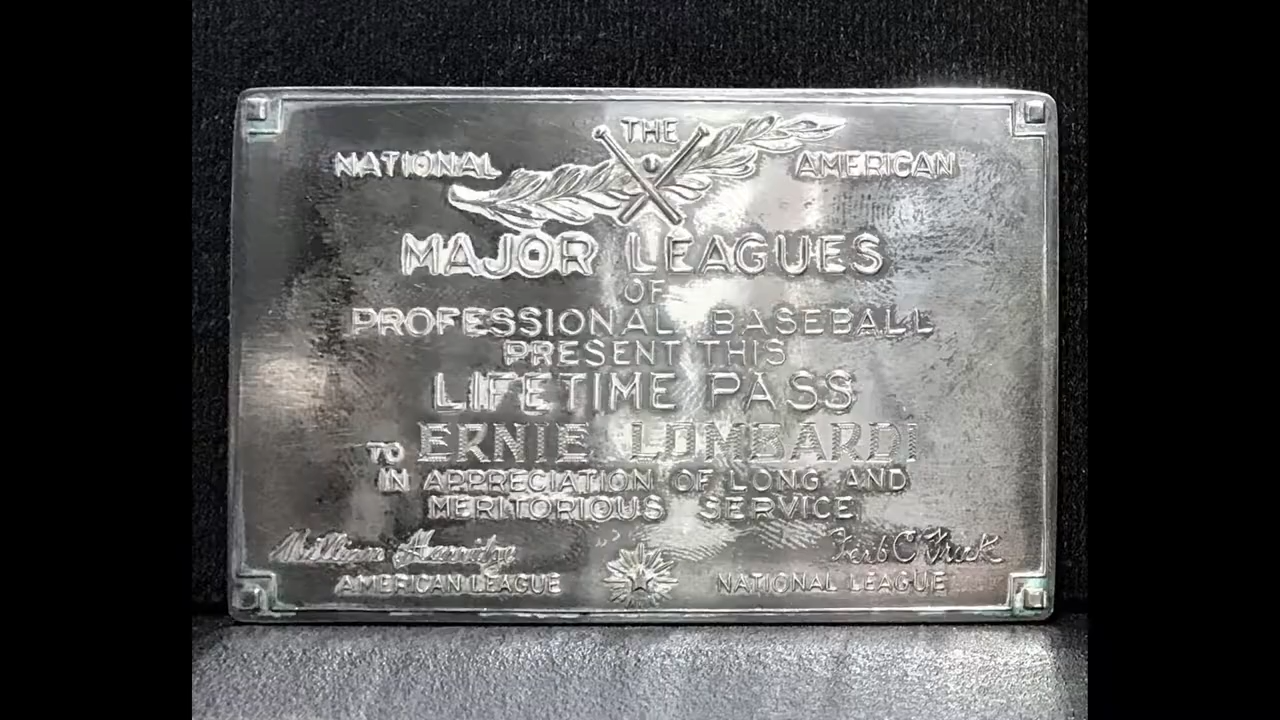 THE
NATIONAL AMERICAN
MAJOR LEAGUES
OF
PROFESSIONAL BASEBALL
PRESENT THIS
LIFETIME PASS
TO ERNIE LOMBARDI
IN APPRECIATION OF LONG AND
MERITORIOUS SERVICE
William Harridge Ford C Frick
AMERICAN LEAGUE NATIONAL LEAGUE